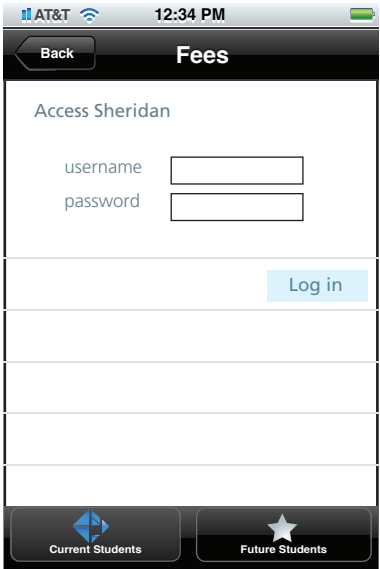 AT&T 12:34 PM
Back Fees
Access Sheridan
username
password
Log in
Current Students Future Students